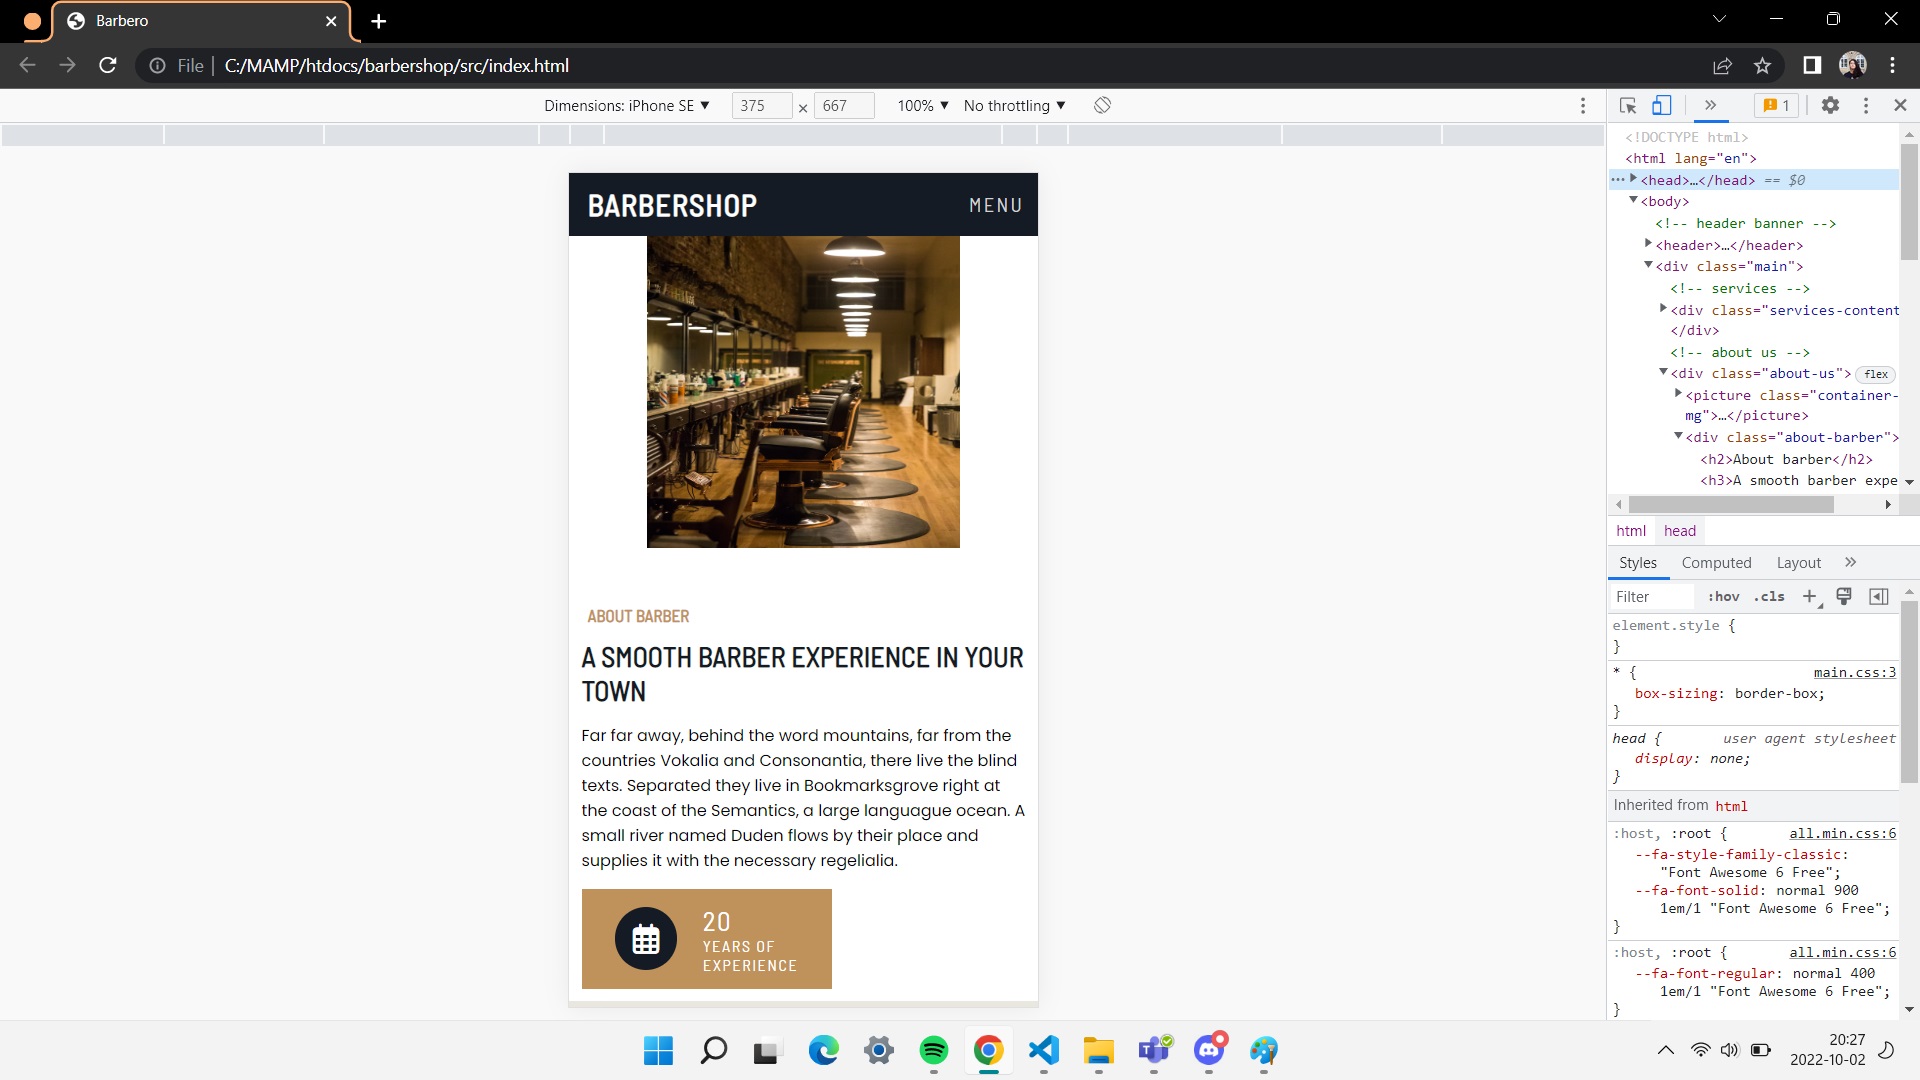 Barbero
File
C:/MAMP/htdocs/barbershop/src/index.html
Dimensions: iPhone SE ▼ 375 × 667 100% ▼ No throttling ▼
1
<!DOCTYPE html>
<html lang="en">
<head>…</head> == $0
<body>
<!-- header banner -->
<header>…</header>
<div class="main">
<!-- services -->
<div class="services-content
</div>
<!-- about us -->
<div class="about-us"> flex
<picture class="container-
mg">…</picture>
<div class="about-barber">
<h2>About barber</h2>
<h3>A smooth barber expe
html head
Styles Computed Layout
Filter :hov .cls
element.style {
}
* { main.css:3
box-sizing: border-box;
}
head { user agent stylesheet
display: none;
}
Inherited from html
:host, :root { all.min.css:6
--fa-style-family-classic:
"Font Awesome 6 Free";
--fa-font-solid: normal 900
1em/1 "Font Awesome 6 Free";
}
:host, :root { all.min.css:6
--fa-font-regular: normal 400
1em/1 "Font Awesome 6 Free";
}
BARBERSHOP MENU
ABOUT BARBER
A SMOOTH BARBER EXPERIENCE IN YOUR
TOWN
Far far away, behind the word mountains, far from the
countries Vokalia and Consonantia, there live the blind
texts. Separated they live in Bookmarksgrove right at
the coast of the Semantics, a large languague ocean. A
small river named Duden flows by their place and
supplies it with the necessary regelialia.
20
YEARS OF
EXPERIENCE
20:27
2022-10-02